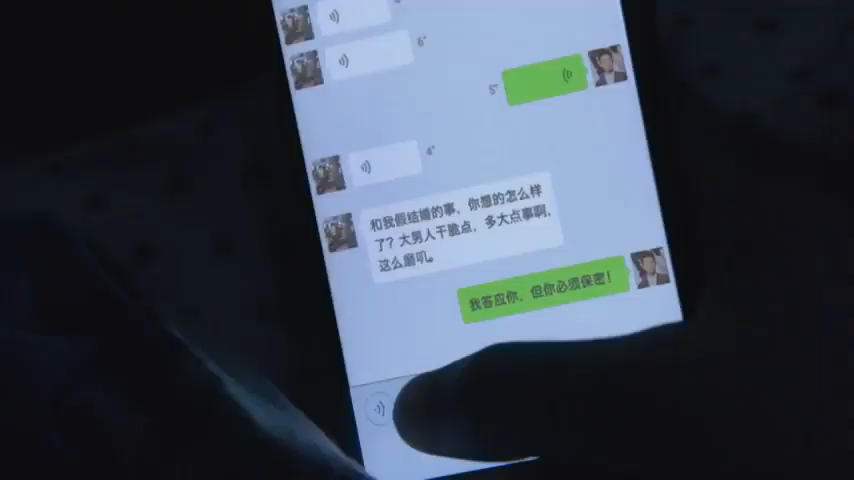 6"
5"
4"
和我假结婚的事，你想的怎么样
了？大男人干脆点，多大点事啊，
这么磨叽。
我答应你，但你必须保密！